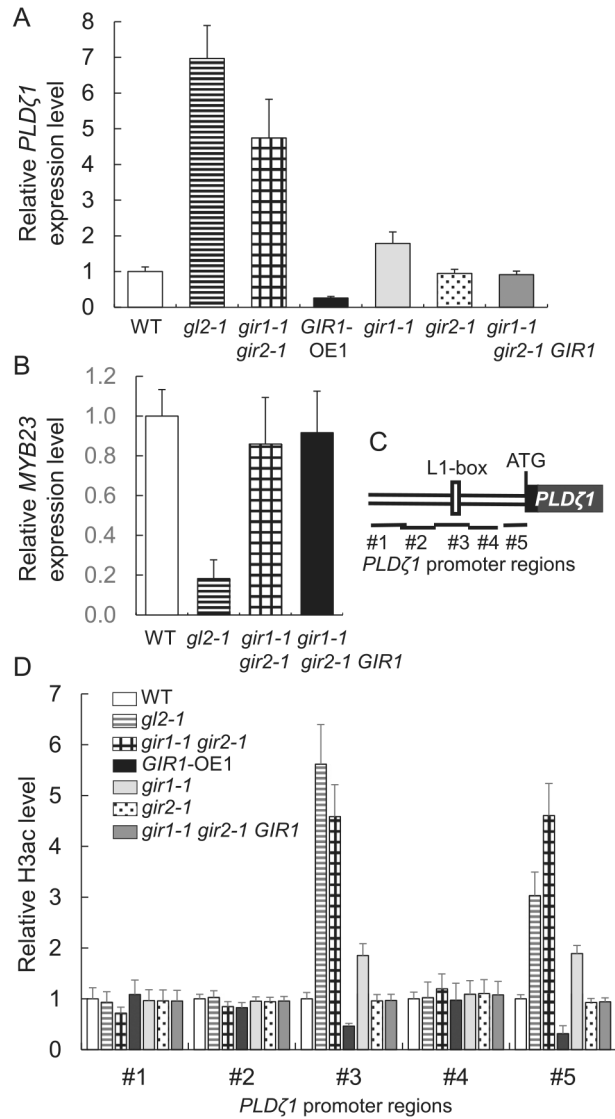 A
Relative PLDζ1
expression level
8
7
6
5
4
3
2
1
0
WT gl2-1 gir1-1 GIR1- gir1-1 gir2-1 gir1-1
gir2-1 OE1 gir2-1 GIR1
B
Relative MYB23
expression level
1.2
1.0
0.8
0.6
0.4
0.2
0.0
WT gl2-1 gir1-1 gir1-1
gir2-1 gir2-1 GIR1
C
L1-box ATG
PLDζ1
#1 #2 #3 #4 #5
PLDζ1 promoter regions
D
Relative H3ac level
7
6
5
4
3
2
1
0
WT
gl2-1
gir1-1 gir2-1
GIR1-OE1
gir1-1
gir2-1
gir1-1 gir2-1 GIR1
#1 #2 #3 #4 #5
PLDζ1 promoter regions